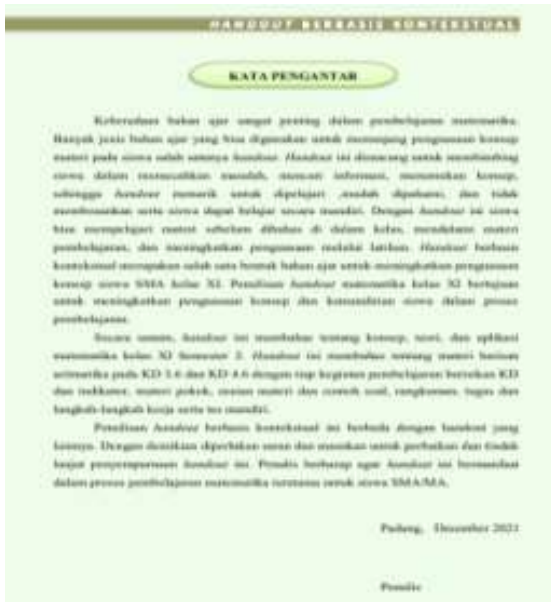 HANDOUT BERBASIS KONTEKSTUAL
KATA PENGANTAR
Keberadaan bahan ajar sangat penting dalam pembelajaran matematika.
Banyak jenis bahan ajar yang bisa digunakan untuk menunjang penguasaan konsep
materi pada siswa salah satunya handout. Handout ini dirancang untuk membimbing
siswa dalam memecahkan masalah, mencari informasi, menemukan konsep,
sehingga handout menarik untuk dipelajari ,mudah dipahami, dan tidak
membosankan serta siswa dapat belajar secara mandiri. Dengan handout ini siswa
bisa mempelajari materi sebelum dibahas di dalam kelas, mendalami materi
pembelajaran, dan meningkatkan penguasaan melalui latihan. Handout berbasis
kontekstual merupakan salah satu bentuk bahan ajar untuk meningkatkan penguasaan
konsep siswa SMA kelas XI. Penulisan handout matematika kelas XI bertujuan
untuk meningkatkan penguasaan konsep dan kemandirian siswa dalam proses
pembelajaran.
Secara umum, handout ini membahas tentang konsep, teori, dan aplikasi
matematika kelas XI Semester 2. Handout ini membahas tentang materi barisan
aritmatika pada KD 3.6 dan KD 4.6 dengan tiap kegiatan pembelajaran berisikan KD
dan indikator, materi pokok, uraian materi dan contoh soal, rangkuman, tugas dan
langkah-langkah kerja serta tes mandiri.
Penulisan handout berbasis kontekstual ini berbeda dengan handout yang
lainnya. Dengan demikian diperlukan saran dan masukan untuk perbaikan dan tindak
lanjut penyempurnaan handout ini. Penulis berharap agar handout ini bermanfaat
dalam proses pembelajaran matematika terutama untuk siswa SMA/MA.
Padang, Desember 2021
Penulis